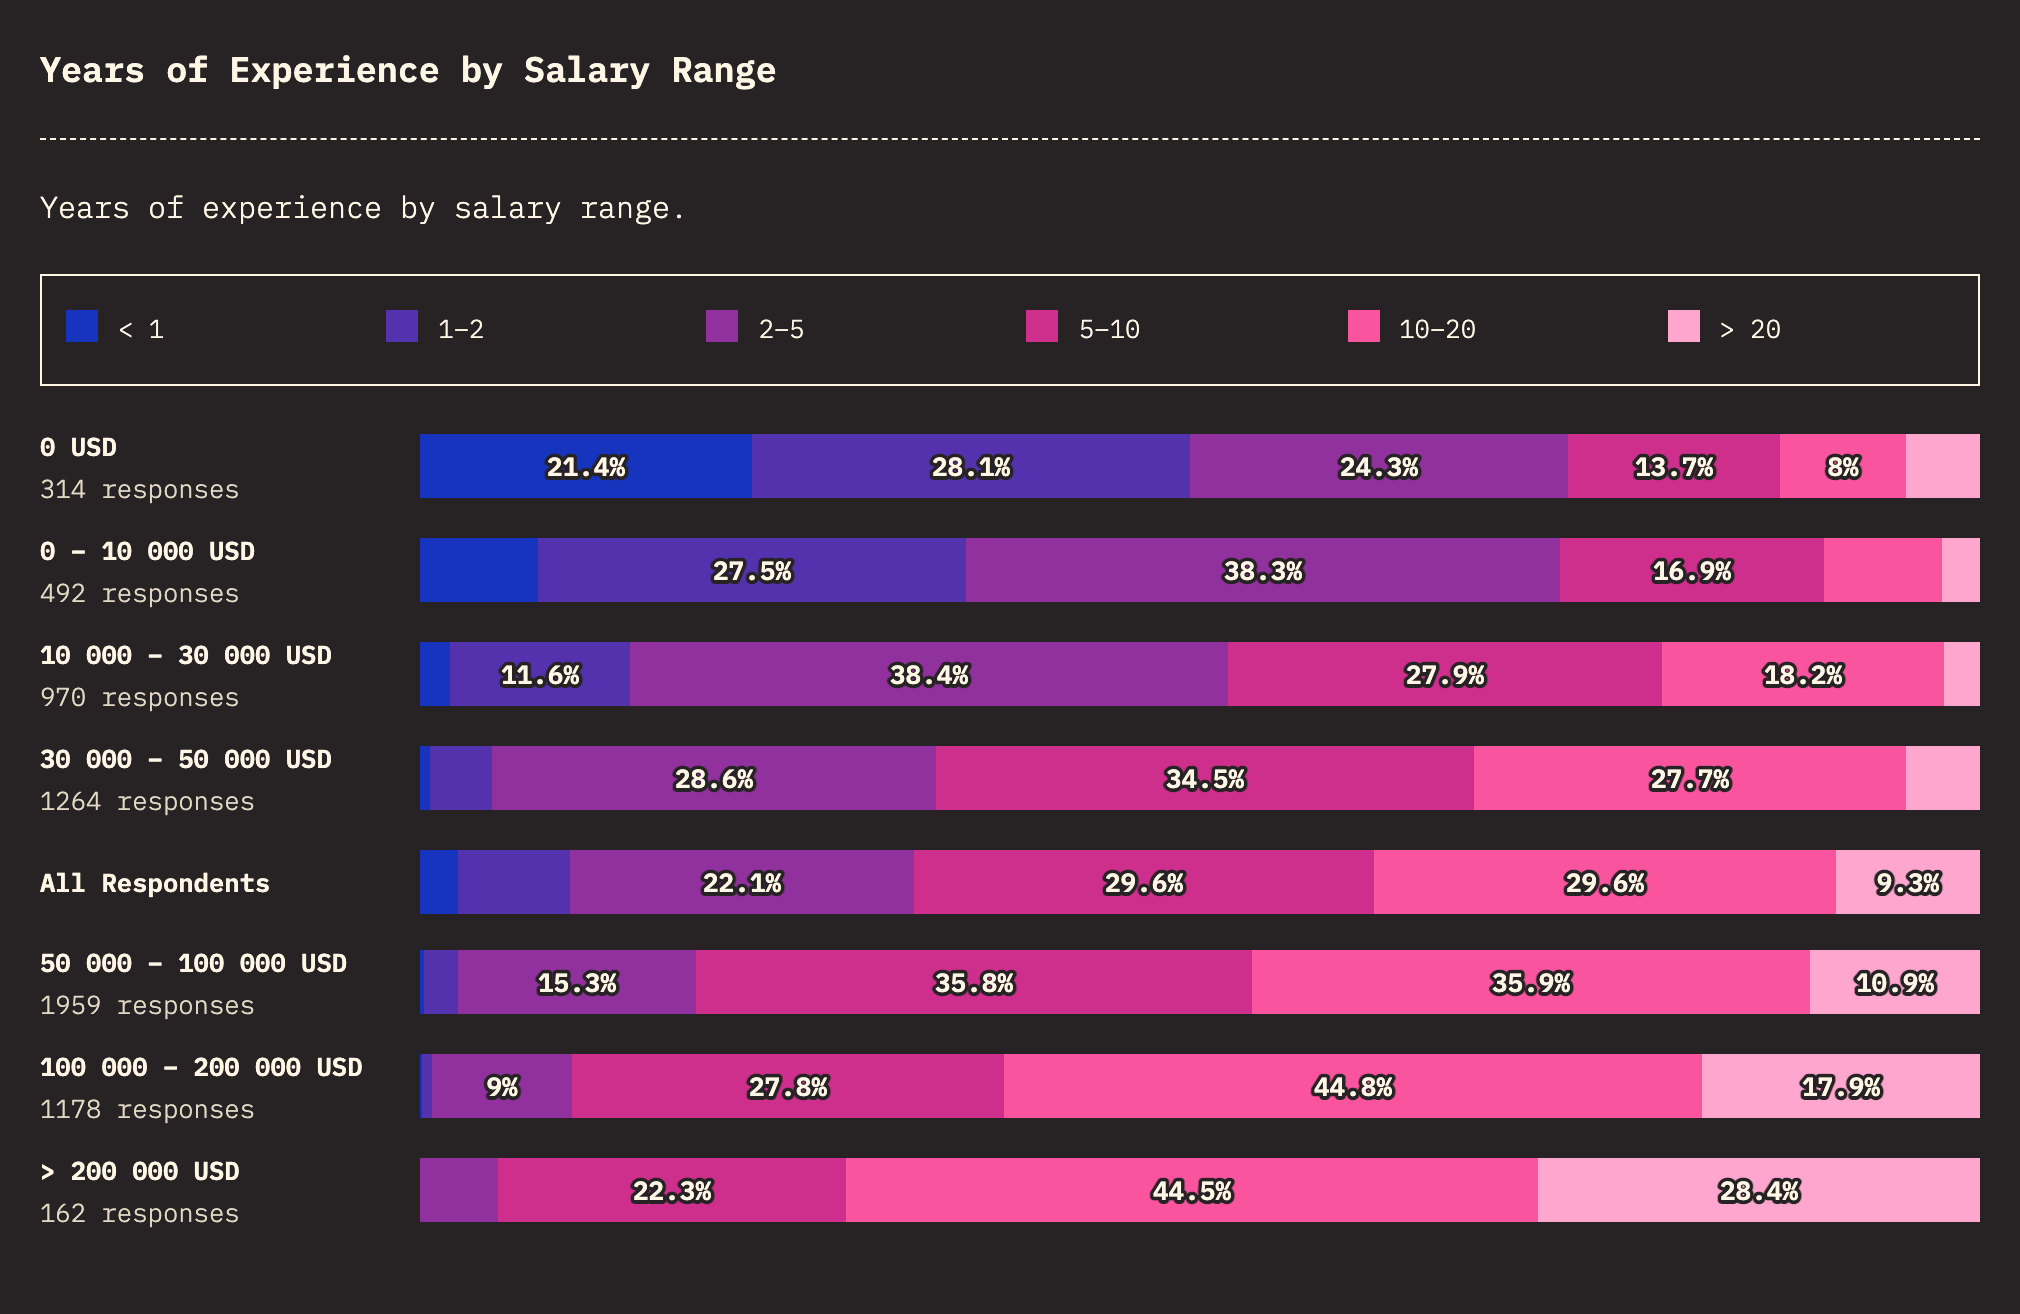 Years of Experience by Salary Range
Years of experience by salary range.
< 1 1–2 2–5 5–10 10–20 > 20
0 USD
21.4% 28.1% 24.3% 13.7% 8%
314 responses
0 – 10 000 USD
27.5% 38.3% 16.9%
492 responses
10 000 – 30 000 USD
11.6% 38.4% 27.9% 18.2%
970 responses
30 000 – 50 000 USD
28.6% 34.5% 27.7%
1264 responses
All Respondents 22.1% 29.6% 29.6% 9.3%
50 000 – 100 000 USD
15.3% 35.8% 35.9% 10.9%
1959 responses
100 000 – 200 000 USD
9% 27.8% 44.8% 17.9%
1178 responses
> 200 000 USD
22.3% 44.5% 28.4%
162 responses